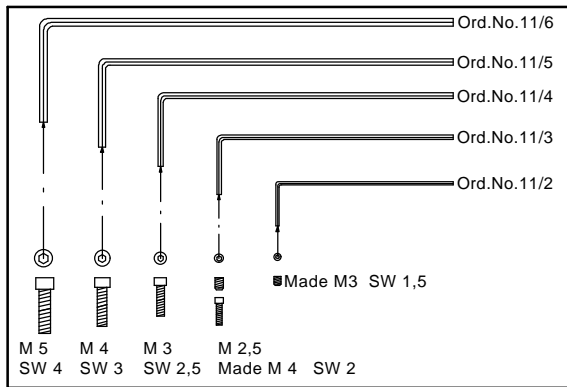 Ord.No.11/6
Ord.No.11/5
Ord.No.11/4
Ord.No.11/3
Ord.No.11/2
Made M3 SW 1,5
M 5 M 4 M 3 M 2,5
SW 4 SW 3 SW 2,5 Made M 4 SW 2